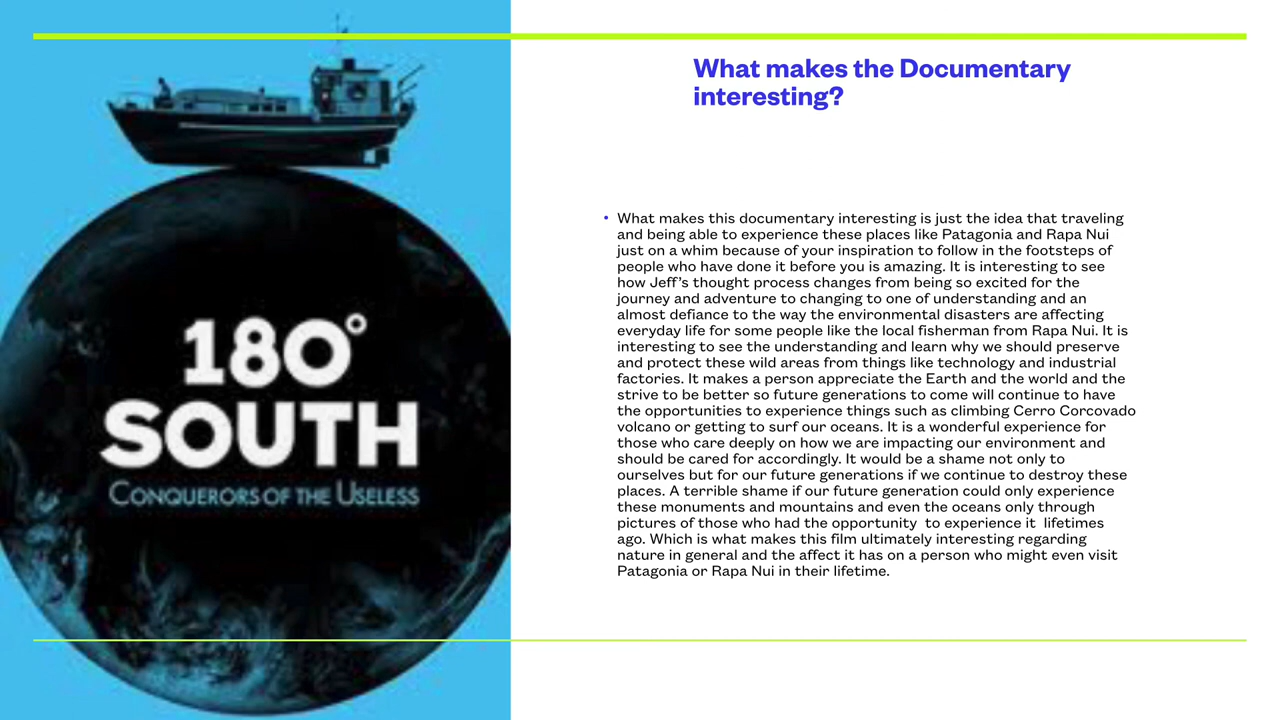 180°
SOUTH
CONQUERORS OF THE USELESS
What makes the Documentary
interesting?
• What makes this documentary interesting is just the idea that traveling
and being able to experience these places like Patagonia and Rapa Nui
just on a whim because of your inspiration to follow in the footsteps of
people who have done it before you is amazing. It is interesting to see
how Jeff's thought process changes from being so excited for the
journey and adventure to changing to one of understanding and an
almost defiance to the way the environmental disasters are affecting
everyday life for some people like the local fisherman from Rapa Nui. It is
interesting to see the understanding and learn why we should preserve
and protect these wild areas from things like technology and industrial
factories. It makes a person appreciate the Earth and the world and the
strive to be better so future generations to come will continue to have
the opportunities to experience things such as climbing Cerro Corcovado
volcano or getting to surf our oceans. It is a wonderful experience for
those who care deeply on how we are impacting our environment and
should be cared for accordingly. It would be a shame not only to
ourselves but for our future generations if we continue to destroy these
places. A terrible shame if our future generation could only experience
these monuments and mountains and even the oceans only through
pictures of those who had the opportunity  to experience it  lifetimes
ago. Which is what makes this film ultimately interesting regarding
nature in general and the affect it has on a person who might even visit
Patagonia or Rapa Nui in their lifetime.